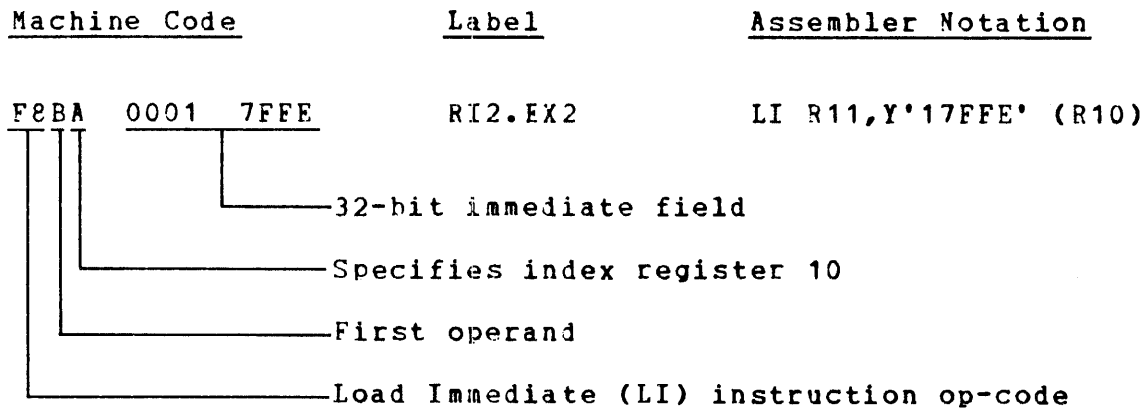 Machine Code Label Assembler Notation
F8BA 0001 7FFE RI2.EX2 LI R11,Y'17FFE' (R10)
32-bit immediate field
Specifies index register 10
First operand
Load Immediate (LI) instruction op-code